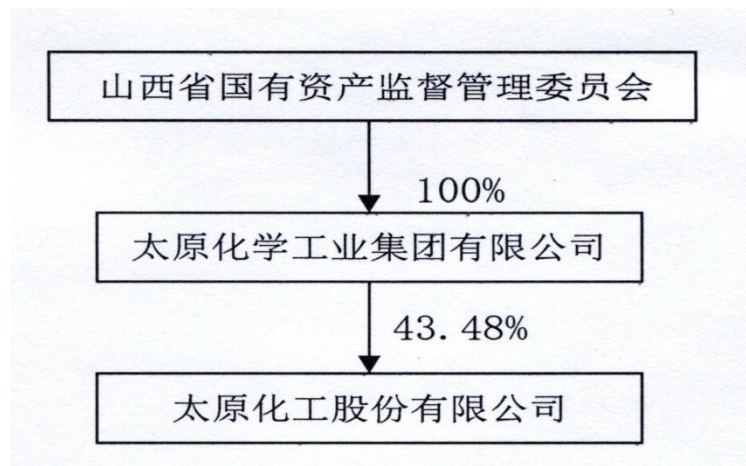 山西省国有资产监督管理委员会
100%
太原化学工业集团有限公司
43.48%
太原化工股份有限公司